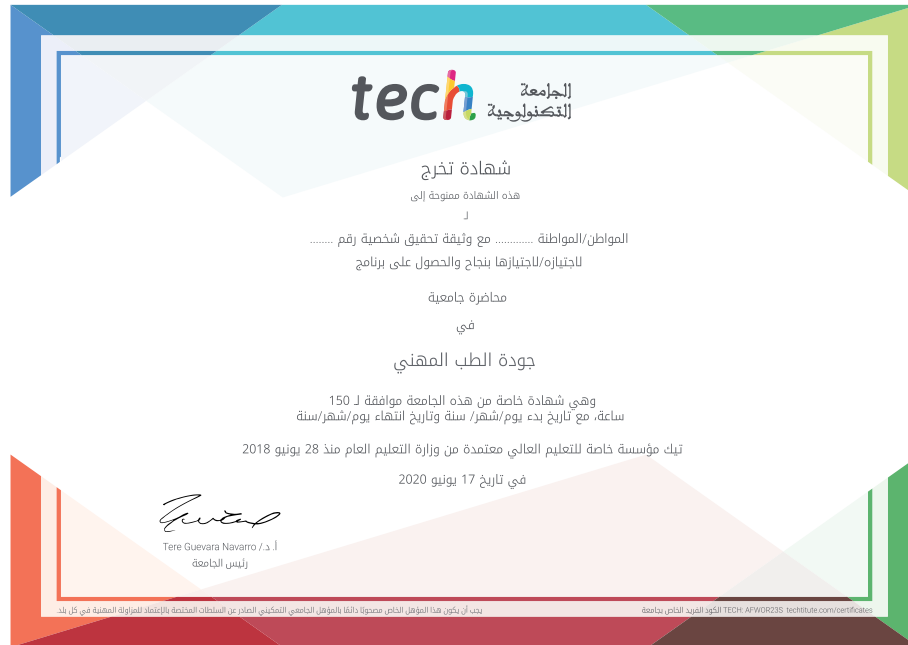 tech الجامعة
التكنولوجية
شهادة تخرج
هذه الشهادة ممنوحة إلى
لـ
المواطن/المواطنة ............ مع وثيقة تحقيق شخصية رقم ........
لاجتيازه/لاجتيازها بنجاح والحصول على برنامج
محاضرة جامعية
في
جودة الطب المهني
وهي شهادة خاصة من هذه الجامعة موافقة لـ 150
ساعة، مع تاريخ بدء يوم/شهر/ سنة وتاريخ انتهاء يوم/شهر/سنة
تيك مؤسسة خاصة للتعليم العالي معتمدة من وزارة التعليم العام منذ 28 يونيو 2018
في تاريخ 17 يونيو 2020
أ. د./ Tere Guevara Navarro
رئيس الجامعة
يجب أن يكون هذا المؤهل الخاص مصحوبًا دائمًا بالمؤهل الجامعي التمكيني الصادر عن السلطات المختصة بالإعتماد للمزاولة المهنية في كل بلد.
الكود الفريد الخاص بجامعة TECH: AFWOR23S techtitute.com/certificates